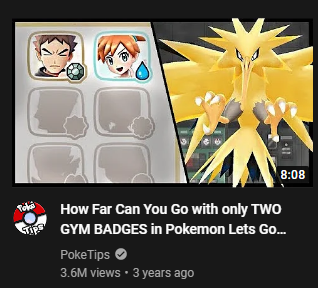 8:08
Poké
TIPS
How Far Can You Go with only TWO
GYM BADGES in Pokemon Lets Go...
PokeTips
3.6M views • 3 years ago